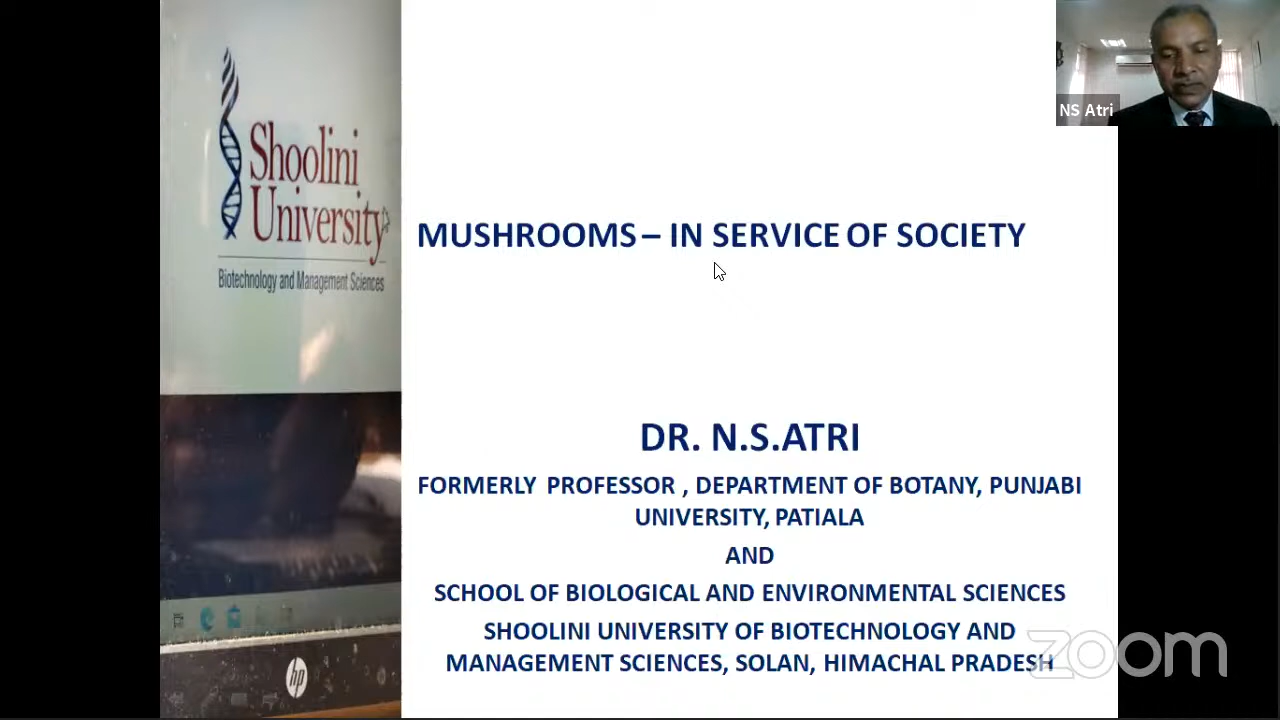 Shoolini
University
Biotechnology and Management Sciences
hp
MUSHROOMS – IN SERVICE OF SOCIETY
DR. N.S.ATRI
FORMERLY PROFESSOR , DEPARTMENT OF BOTANY, PUNJABI
UNIVERSITY, PATIALA
AND
SCHOOL OF BIOLOGICAL AND ENVIRONMENTAL SCIENCES
SHOOLINI UNIVERSITY OF BIOTECHNOLOGY AND
MANAGEMENT SCIENCES, SOLAN, HIMACHAL PRADESH
NS Atri
zoom